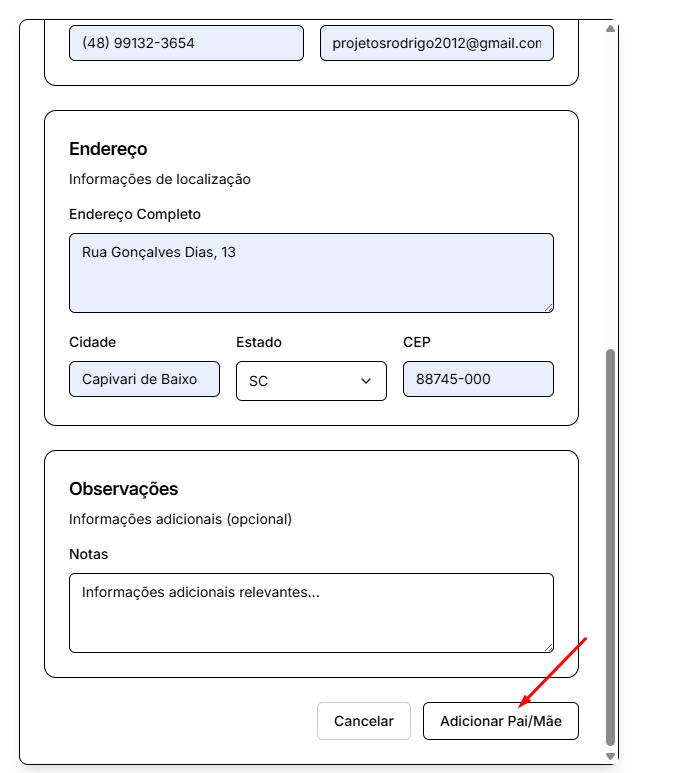 (48) 99132-3654
projetosrodrigo2012@gmail.con
Endereço
Informações de localização
Endereço Completo
Rua Gonçalves Dias, 13
Cidade
Estado
CEP
Capivari de Baixo
SC
88745-000
Observações
Informações adicionais (opcional)
Notas
Informações adicionais relevantes...
Cancelar
Adicionar Pai/Mãe